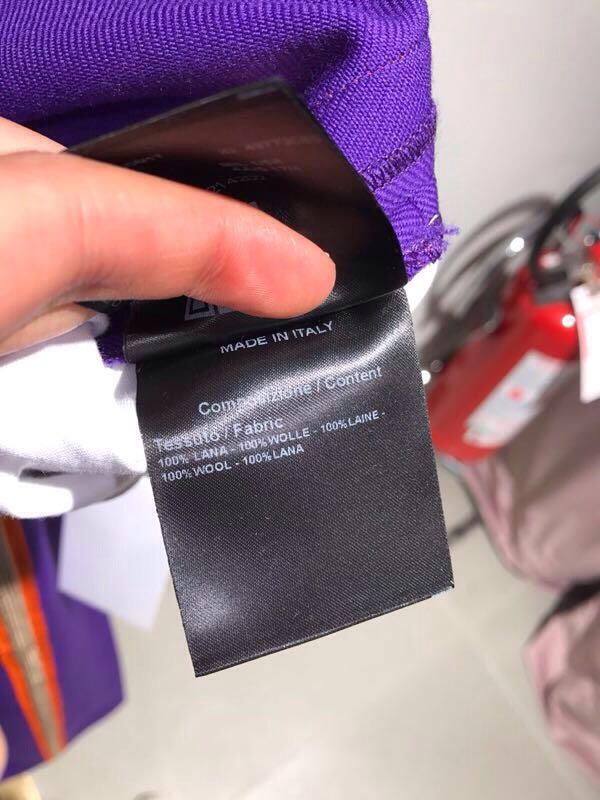 MADE IN ITALY
Composizione / Content
Tessuto / Fabric
100% LANA - 100% WOLLE - 100% LAINE -
100% WOOL - 100% LANA